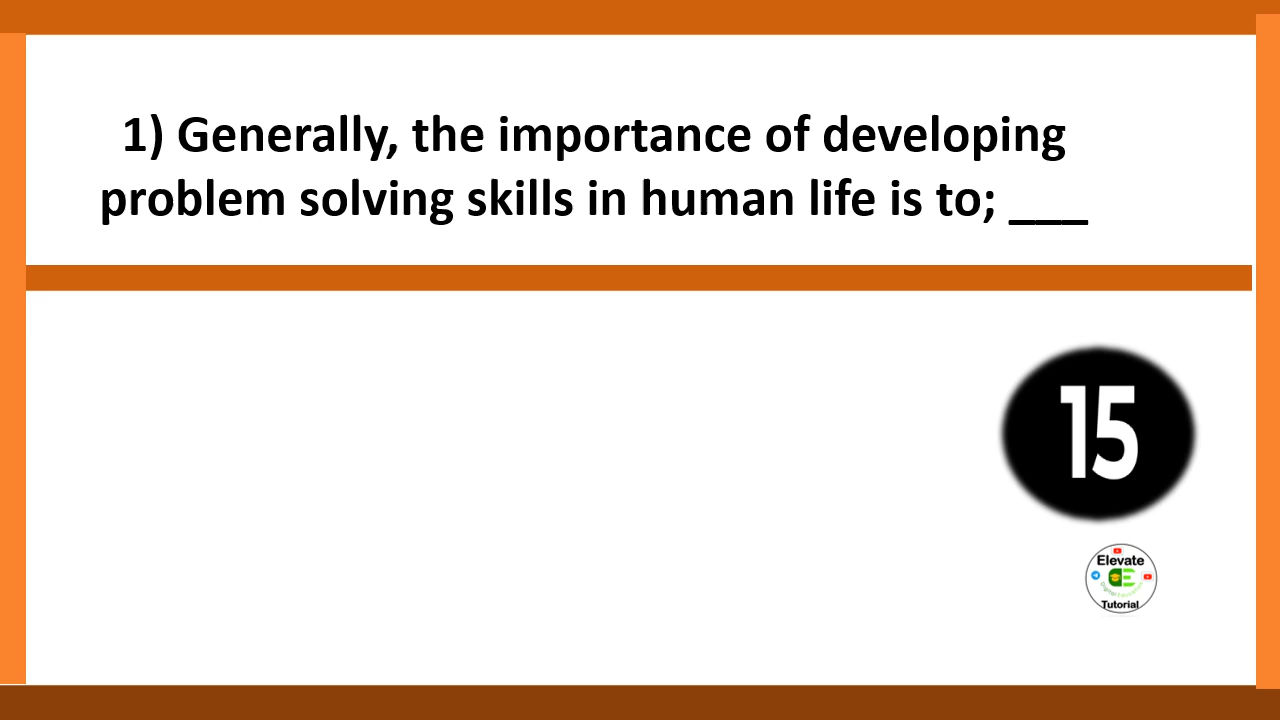 1) Generally, the importance of developing
problem solving skills in human life is to; ___
15
Elevate
Tutorial